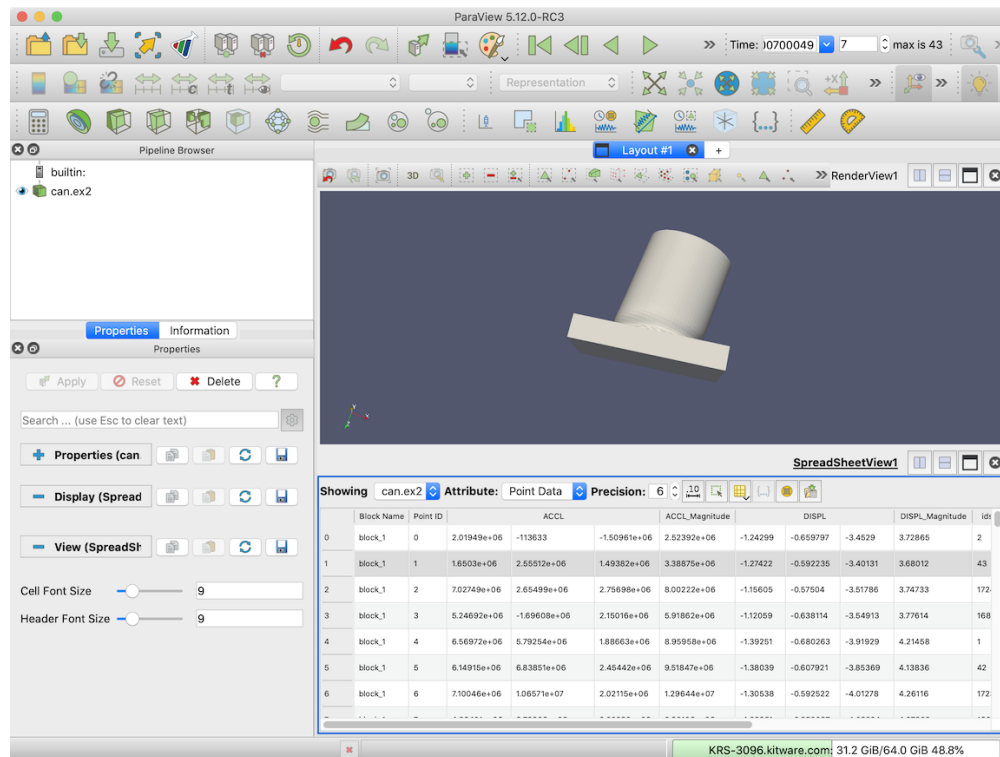 ParaView 5.12.0-RC3
Time: )0700049 7 max is 43
Representation
Pipeline Browser
builtin:
can.ex2
Properties Information
Properties
Apply Reset Delete ?
Search ... (use Esc to clear text)
Properties (can
Display (Spread
View (SpreadSh
Cell Font Size 9
Header Font Size 9
Layout #1 +
3D RenderView1
SpreadSheetView1
Showing can.ex2 Attribute: Point Data Precision: 6
Block Name Point ID ACCL ACCL_Magnitude DISPL DISPL_Magnitude ids
0 block_1 0 2.01949e+06 -113633 -1.50961e+06 2.52392e+06 -1.24299 -0.659797 -3.4529 3.72865 2
1 block_1 1 1.6503e+06 2.55512e+06 1.49382e+06 3.38875e+06 -1.27422 -0.592235 -3.40131 3.68012 43
2 block_1 2 7.02749e+06 2.65499e+06 2.75698e+06 8.00222e+06 -1.15605 -0.57504 -3.51786 3.74733 172
3 block_1 3 5.24692e+06 -1.69608e+06 2.15016e+06 5.91862e+06 -1.12059 -0.638114 -3.54913 3.77614 168
4 block_1 4 6.56972e+06 5.79254e+06 1.88663e+06 8.95958e+06 -1.39251 -0.680263 -3.91929 4.21458 1
5 block_1 5 6.14915e+06 6.83851e+06 2.45442e+06 9.51847e+06 -1.38039 -0.607921 -3.85369 4.13836 42
6 block_1 6 7.10046e+06 1.06571e+07 2.02115e+06 1.29644e+07 -1.30538 -0.592522 -4.01278 4.26116 172
KRS-3096.kitware.com: 31.2 GiB/64.0 GiB 48.8%